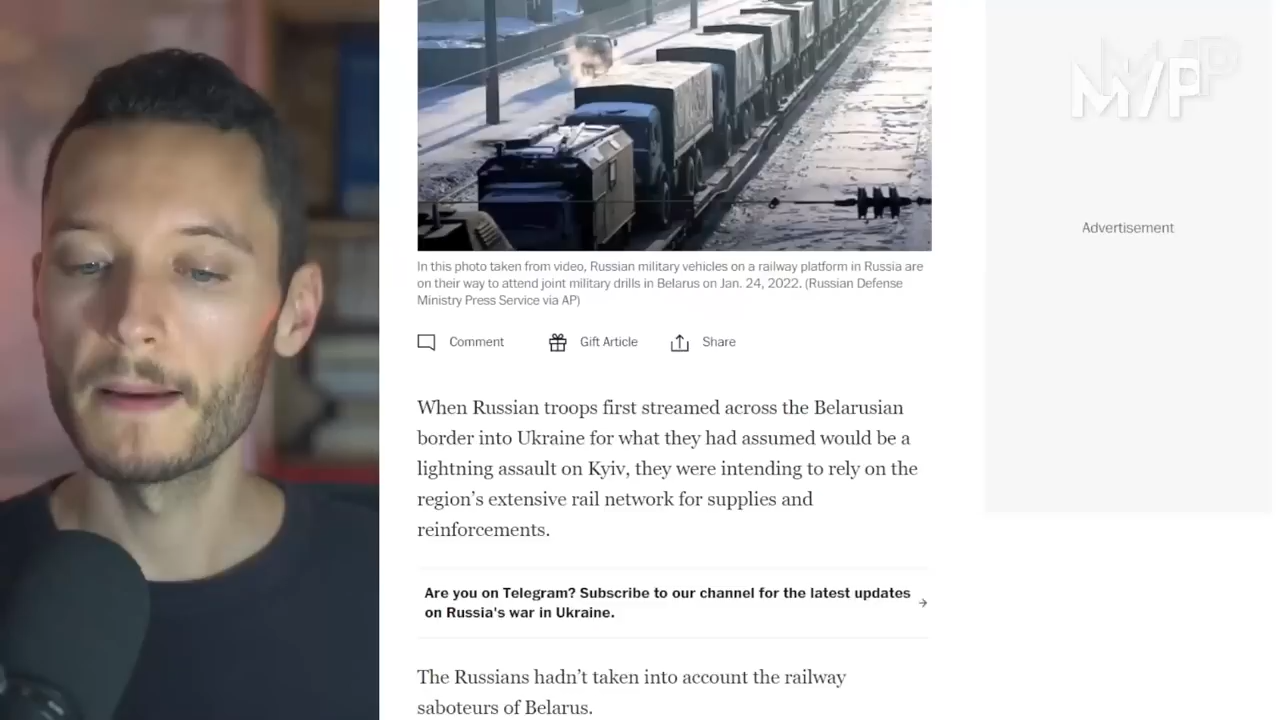 M/P
In this photo taken from video, Russian military vehicles on a railway platform in Russia are
on their way to attend joint military drills in Belarus on Jan. 24, 2022. (Russian Defense
Ministry Press Service via AP)
Advertisement
Comment
Gift Article
Share
When Russian troops first streamed across the Belarusian
border into Ukraine for what they had assumed would be a
lightning assault on Kyiv, they were intending to rely on the
region’s extensive rail network for supplies and
reinforcements.
Are you on Telegram? Subscribe to our channel for the latest updates
on Russia's war in Ukraine.
The Russians hadn’t taken into account the railway
saboteurs of Belarus.